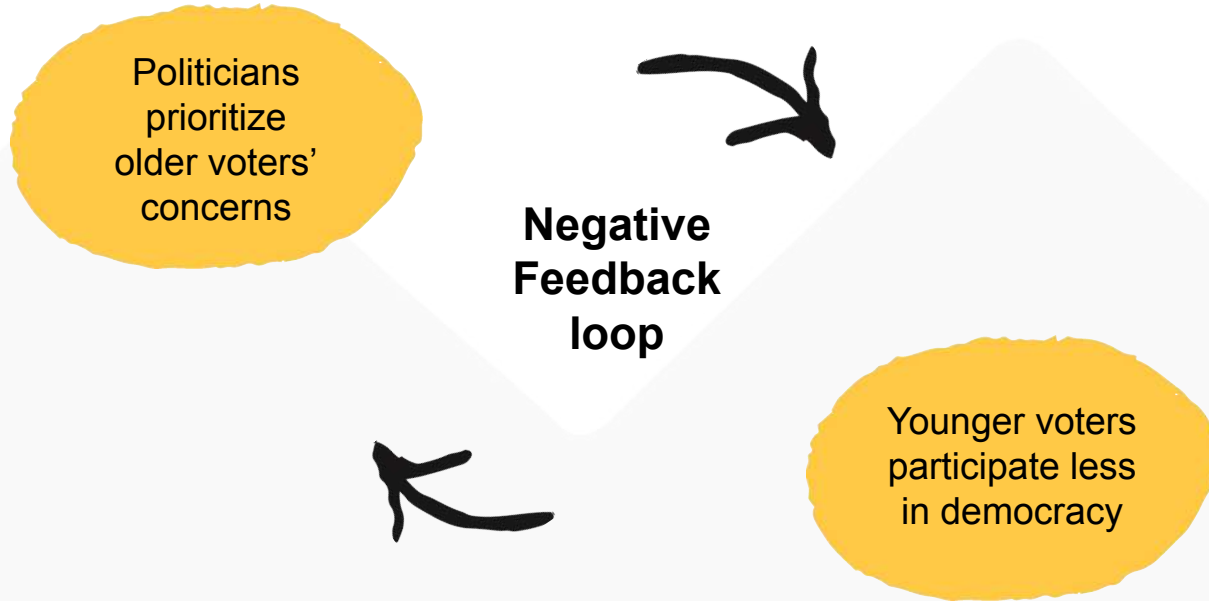 Politicians
prioritize
older voters’
concerns
Negative
Feedback
loop
Younger voters
participate less
in democracy